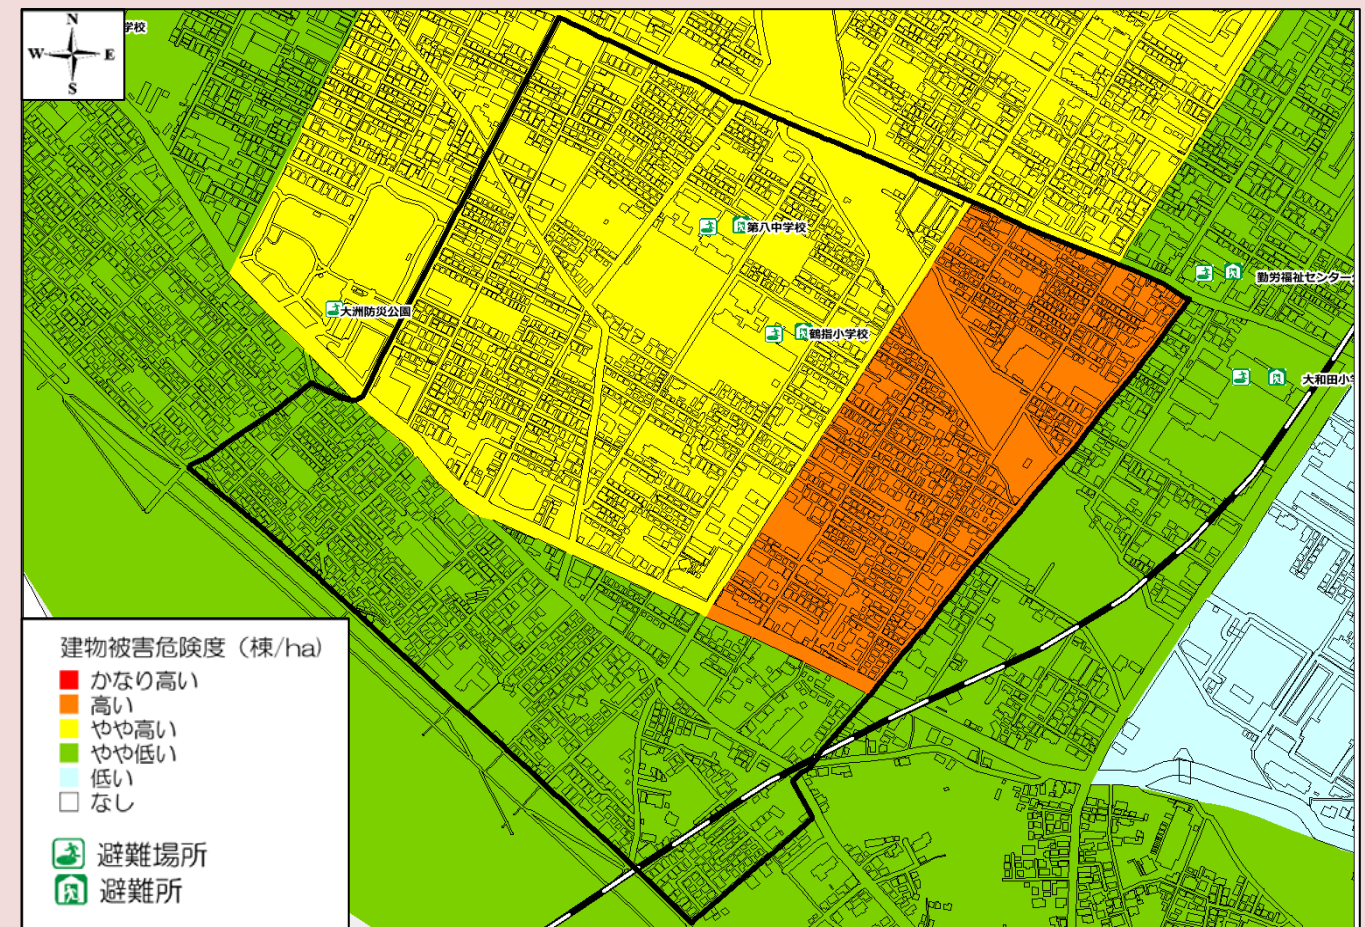 N
W E
S
学校
第八中学校
勤労福祉センター
大洲防災公園
鶴指小学校
大和田小学
建物被害危険度（棟/ha）
かなり高い
高い
やや高い
やや低い
低い
なし
避難場所
避難所